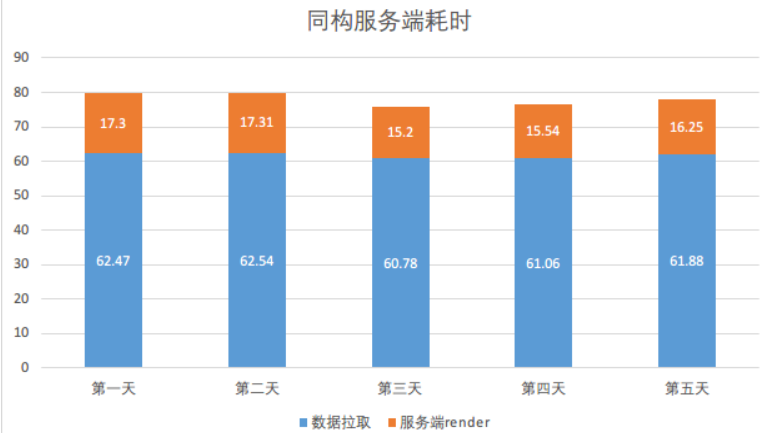 同构服务端耗时
90
80
70
60
50
40
30
20
10
0
17.3
17.31
15.2
15.54
16.25
62.47
62.54
60.78
61.06
61.88
第一天
第二天
第三天
第四天
第五天
数据拉取
服务端render